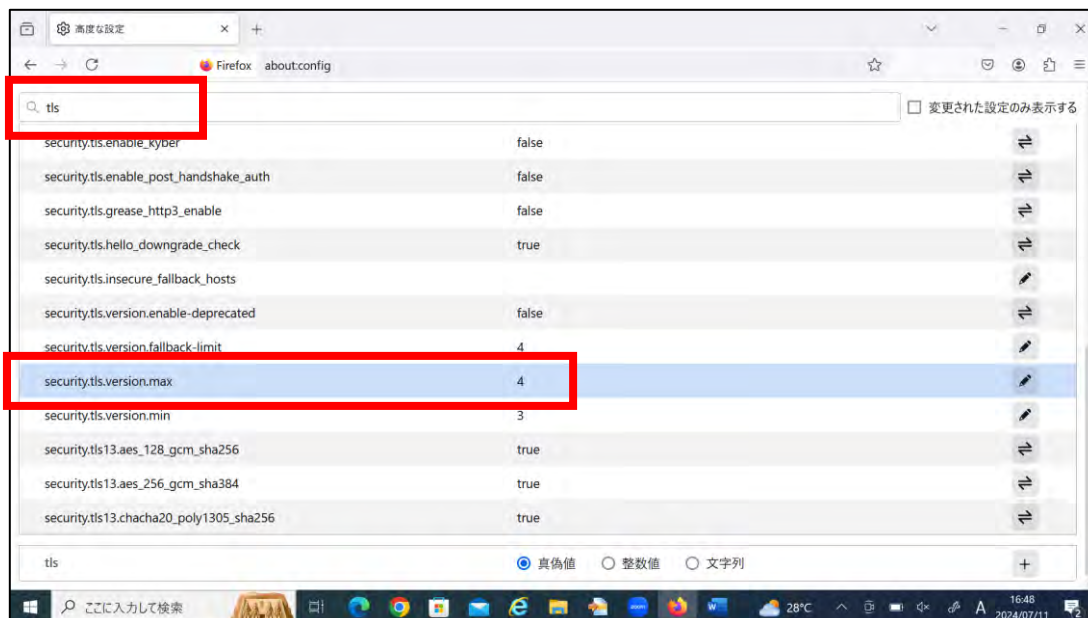 高度な設定
Firefox about:config
tls
変更された設定のみ表示する
security.tls.enable_kyber false
security.tls.enable_post_handshake_auth false
security.tls.grease_http3_enable false
security.tls.hello_downgrade_check true
security.tls.insecure_fallback_hosts
security.tls.version.enable-deprecated false
security.tls.version.fallback-limit 4
security.tls.version.max 4
security.tls.version.min 3
security.tls13.aes_128_gcm_sha256 true
security.tls13.aes_256_gcm_sha384 true
security.tls13.chacha20_poly1305_sha256 true
tls 真偽値 整数値 文字列
ここに入力して検索 28°C A 16:48
2024/07/11